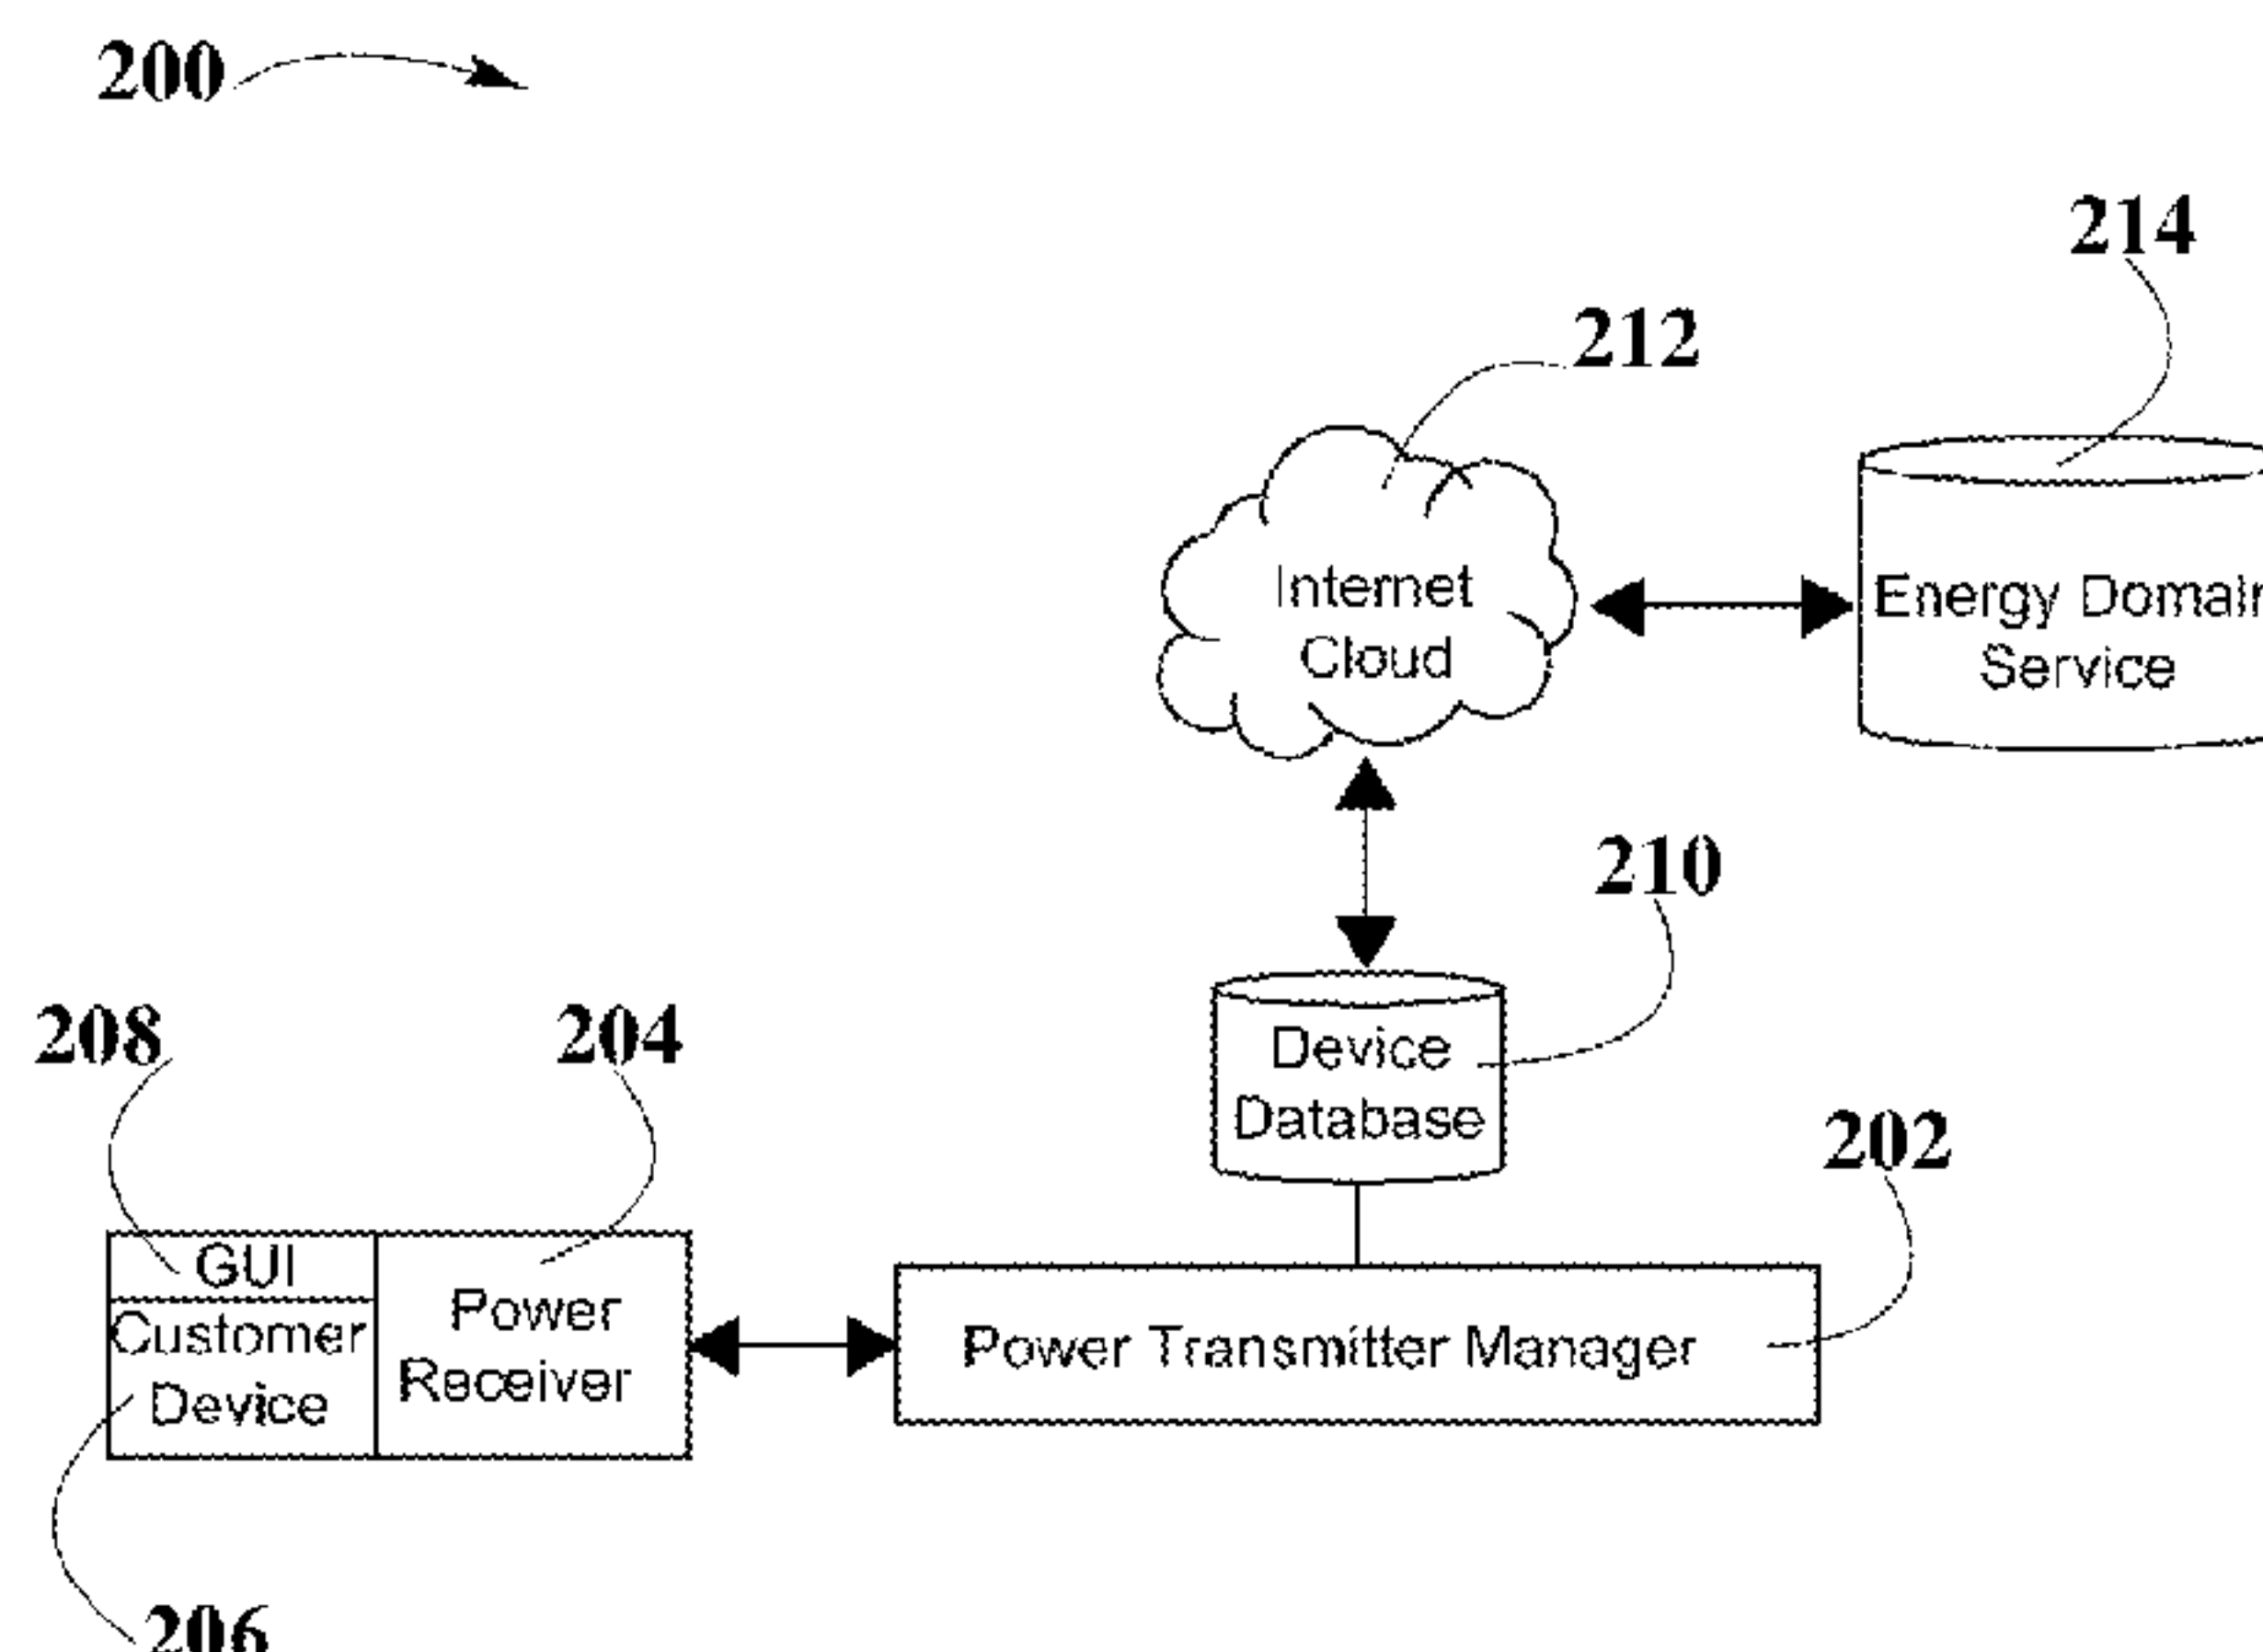 200
214
212
Internet
Cloud
Energy Domain
Service
210
208
204
Device
Database
202
GUI
Customer
Device
Power
Receiver
Power Transmitter Manager
206